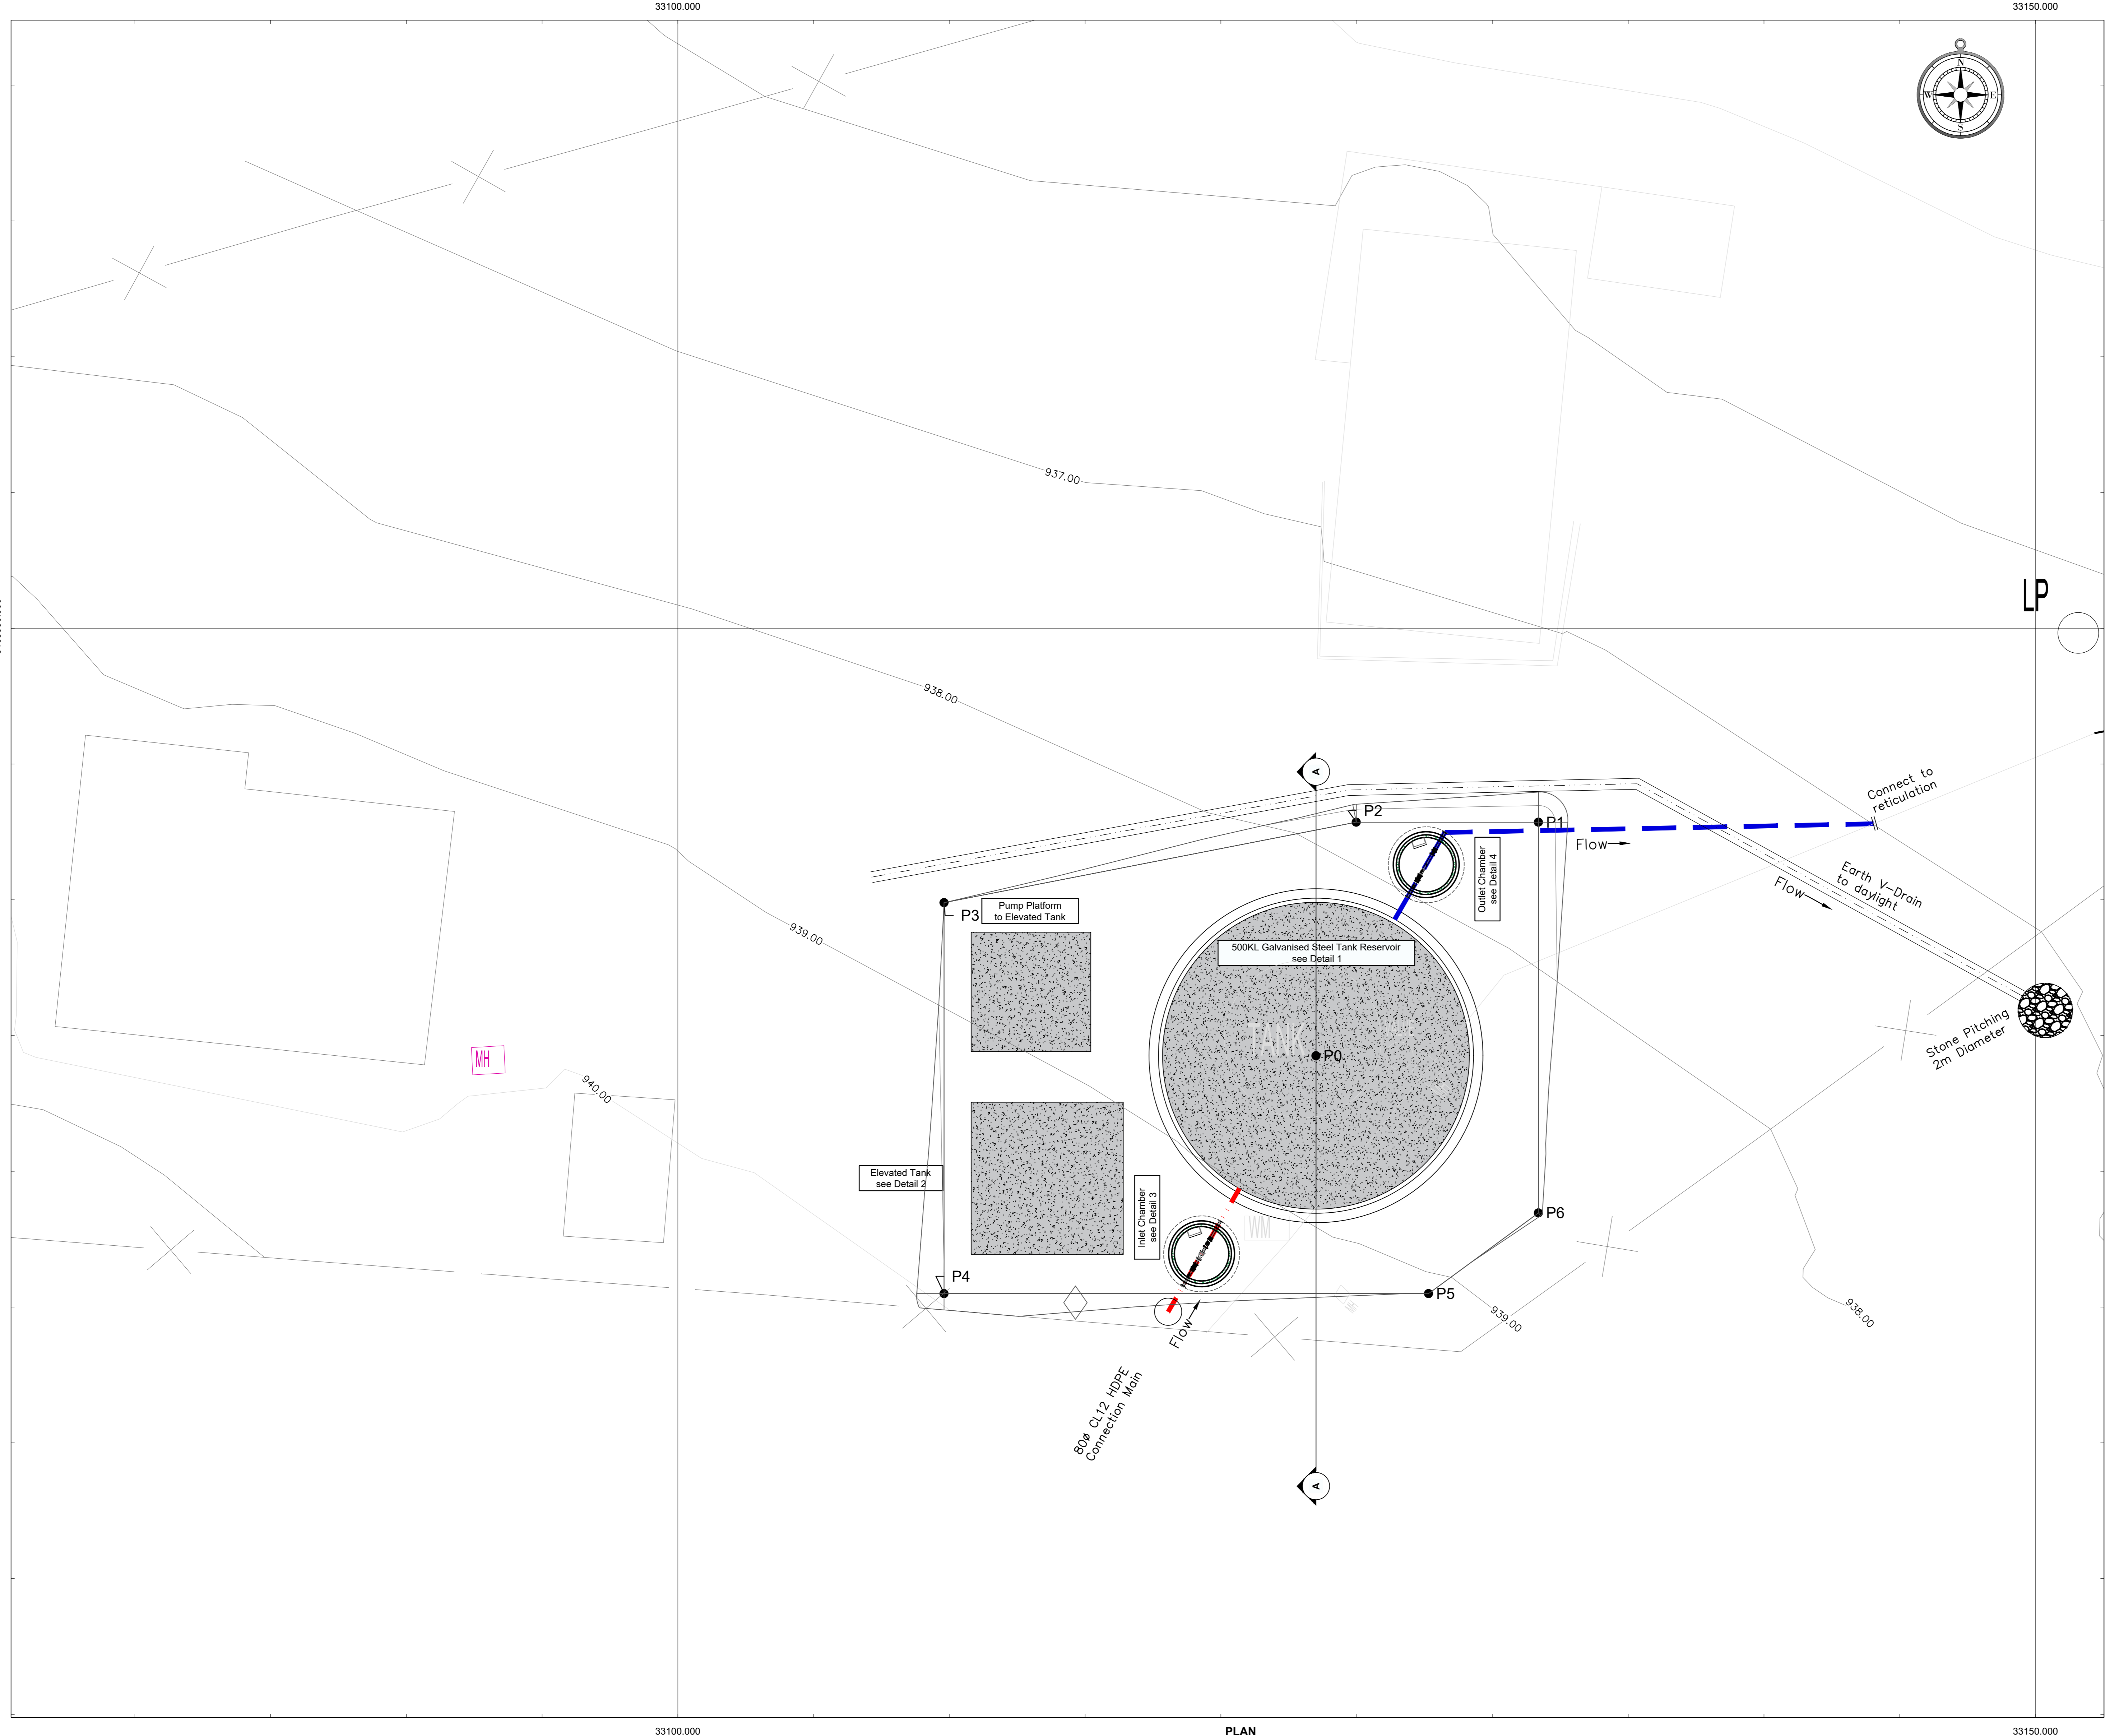 33100.000
33150.000
N
W
E
S
937.00
LP
938.00
A
Connect to
reticulation
P2
P1
Flow
Outlet Chamber
see Detail 4
Earth V-Drain
to daylight
Flow
P3
Pump Platform
to Elevated Tank
939.00
500KL Galvanised Steel Tank Reservoir
see Detail 1
TANK
P0
Stone Pitching
2m Diameter
MH
940.00
Elevated Tank
see Detail 2
Inlet Chamber
see Detail 3
WM
P6
P4
P5
Flow
939.00
938.00
80ø CL12 HDPE
Connection Main
A
33100.000
PLAN
33150.000